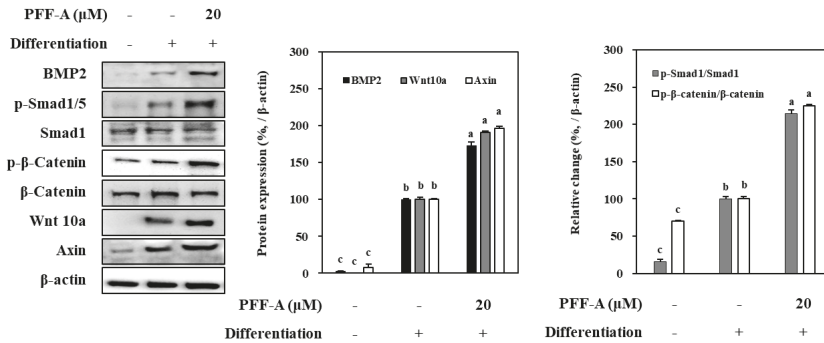 PFF-A (μM) - - 20
Differentiation - + +
BMP2
p-Smad1/5
Smad1
p-β-Catenin
β-Catenin
Wnt 10a
Axin
β-actin
Protein expression (%, / β-actin)
300
250
200
150
100
50
0
BMP2 Wnt10a Axin
c c c
b b b
a a a
PFF-A (μM) - - 20
Differentiation - + +
Relative change (%, / β-actin)
300
250
200
150
100
50
0
p-Smad1/Smad1
p-β-catenin/β-catenin
c c
b b
a a
PFF-A (μM) - - 20
Differentiation - + +